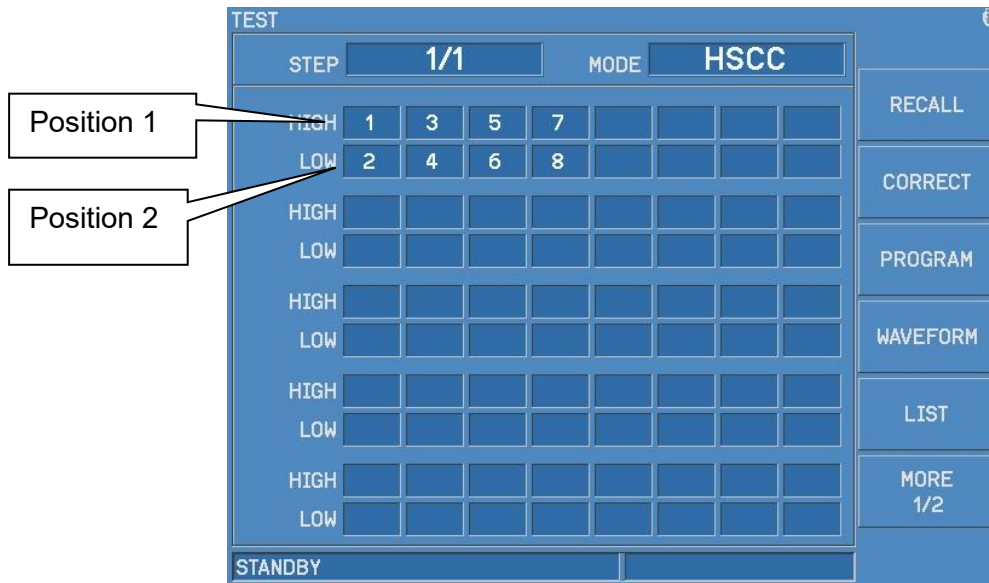 TEST
STEP 1/1 MODE HSCC
Position 1
HIGH 1 3 5 7
LOW 2 4 6 8
Position 2
HIGH
LOW
HIGH
LOW
HIGH
LOW
HIGH
LOW
STANDBY
RECALL
CORRECT
PROGRAM
WAVEFORM
LIST
MORE
1/2